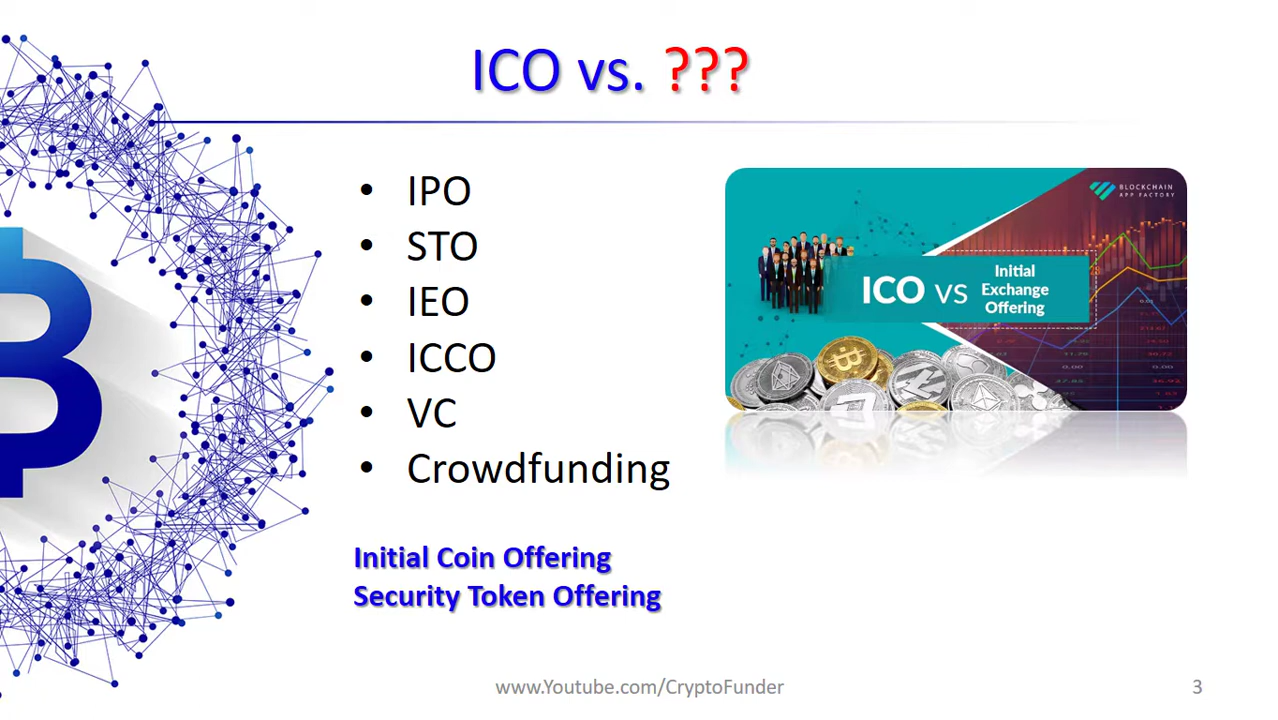 ICO vs. ???
• IPO
• STO
• IEO
• ICCO
• VC
• Crowdfunding
BLOCKCHAIN
APP FACTORY
ICO VS Initial
Exchange
Offering
Initial Coin Offering
Security Token Offering
www.Youtube.com/CryptoFunder
3